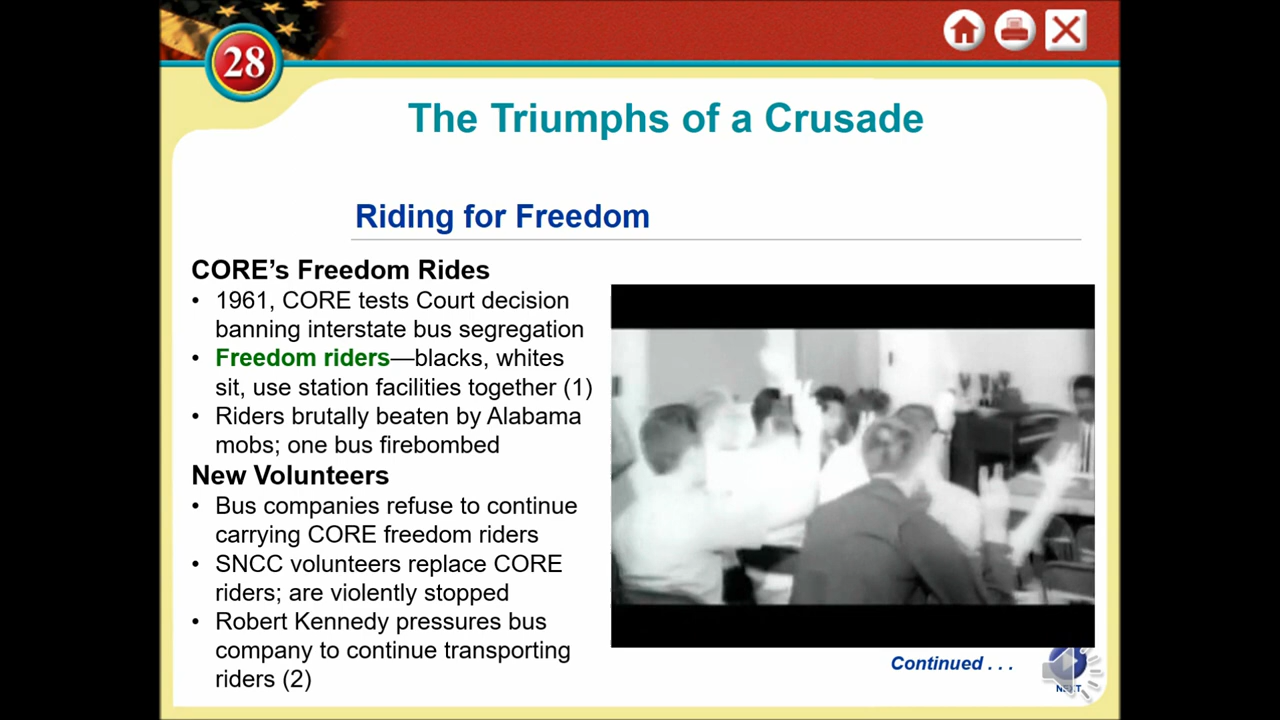 28
The Triumphs of a Crusade
Riding for Freedom
CORE’s Freedom Rides
• 1961, CORE tests Court decision
banning interstate bus segregation
• Freedom riders—blacks, whites
sit, use station facilities together (1)
• Riders brutally beaten by Alabama
mobs; one bus firebombed
New Volunteers
• Bus companies refuse to continue
carrying CORE freedom riders
• SNCC volunteers replace CORE
riders; are violently stopped
• Robert Kennedy pressures bus
company to continue transporting
riders (2)
Continued . . .
NEXT